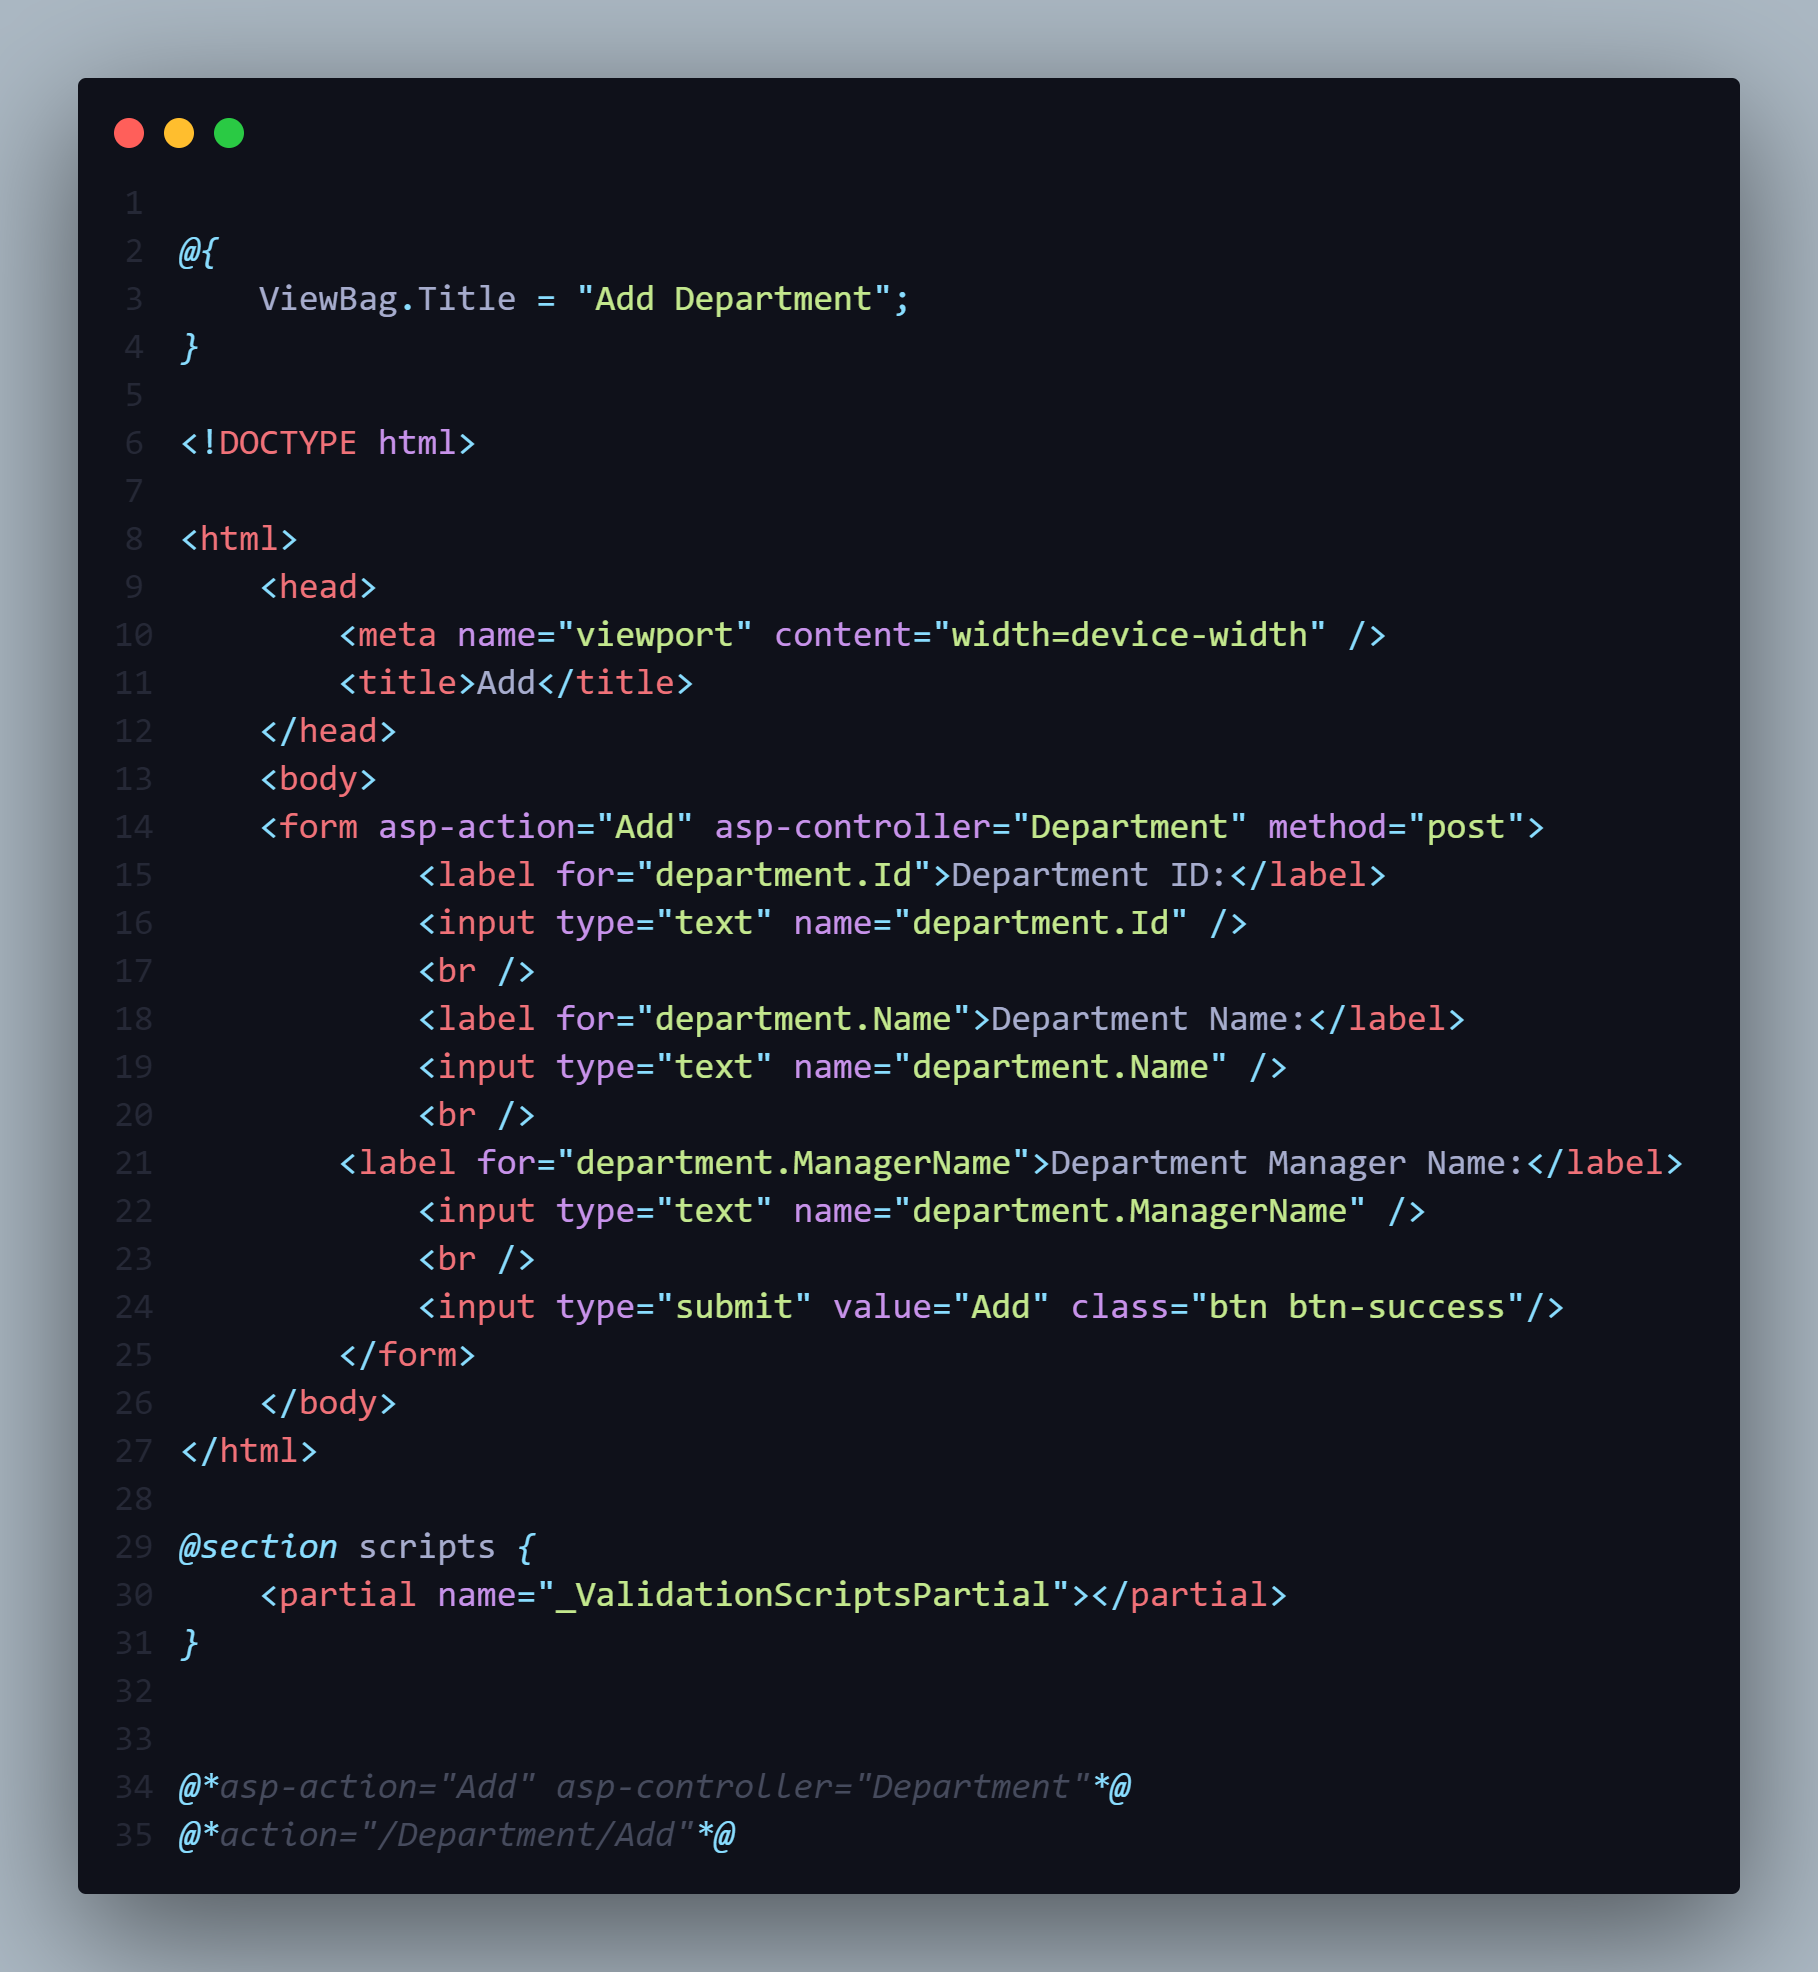 1
2 @{
3     ViewBag.Title = "Add Department";
4 }
5
6 <!DOCTYPE html>
7
8 <html>
9     <head>
10         <meta name="viewport" content="width=device-width" />
11         <title>Add</title>
12     </head>
13     <body>
14     <form asp-action="Add" asp-controller="Department" method="post">
15             <label for="department.Id">Department ID:</label>
16             <input type="text" name="department.Id" />
17             <br />
18             <label for="department.Name">Department Name:</label>
19             <input type="text" name="department.Name" />
20             <br />
21         <label for="department.ManagerName">Department Manager Name:</label>
22             <input type="text" name="department.ManagerName" />
23             <br />
24             <input type="submit" value="Add" class="btn btn-success"/>
25         </form>
26     </body>
27 </html>
28
29 @section scripts {
30     <partial name="_ValidationScriptsPartial"></partial>
31 }
32
33
34 @*asp-action="Add" asp-controller="Department"*@
35 @*action="/Department/Add"*@